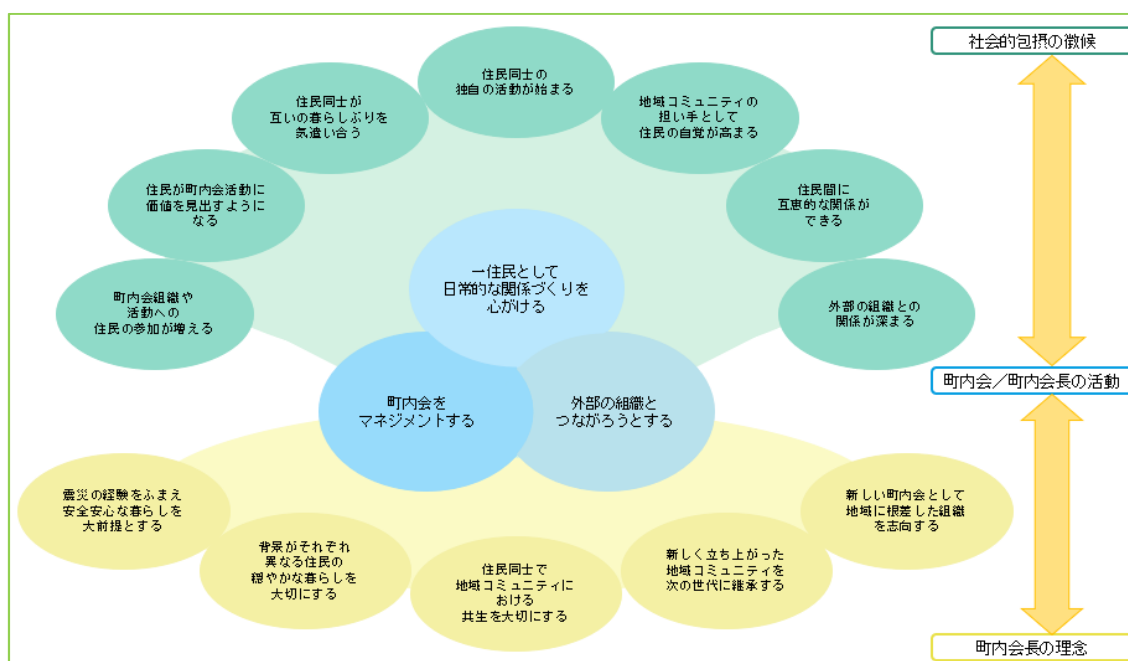 社会的包摂の徴候
住民同士の
独自の活動が始まる
住民同士が
互いの暮らしぶりを
気遣い合う
地域コミュニティの
担い手として
住民の自覚が高まる
住民が町内会活動に
価値を見出すように
なる
住民間に
互恵的な関係が
できる
町内会組織や
活動への
住民の参加が増える
外部の組織との
関係が深まる
一住民として
日常的な関係づくりを
心がける
町内会/町内会長の活動
町内会を
マネジメントする
外部の組織と
つながろうとする
震災の経験をふまえ
安全安心な暮らしを
大前提とする
背景がそれぞれ
異なる住民の
穏やかな暮らしを
大切にする
住民同士で
地域コミュニティに
おける
共生を大切にする
新しく立ち上がった
地域コミュニティを
次の世代に継承する
新しい町内会として
地域に根差した組織
を志向する
町内会長の理念